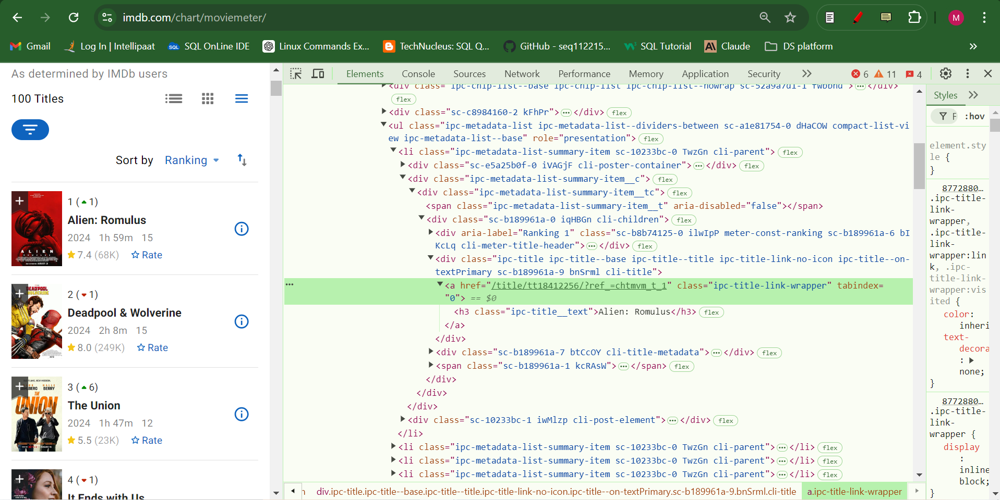 imdb.com/chart/moviemeter/
M
Gmail
Log In | Intellipaat
SQL OnLine IDE
Linux Commands Ex...
TechNucleus: SQL Q...
GitHub - seq112215...
SQL Tutorial
Claude
DS platform
As determined by IMDb users
100 Titles
Sort by Ranking
1 (▲ 1)
Alien: Romulus
2024 1h 59m 15
7.4 (68K) Rate
ALIEN
2 (▼ 1)
Deadpool & Wolverine
2024 2h 8m 15
8.0 (249K) Rate
DEADPOOL
3 (▲ 6)
The Union
2024 1h 47m 12
5.5 (23K) Rate
HALLE
BERRY
THE
UNION
4 (▼ 1)
It Ends with Us
Elements Console Sources Network Performance Memory Application Security
6 11 4
<div class="ipc-chip-list--base ipc-chip-list ipc-chip-list--nowrap sc-52a9a7d1-1 fwbbhd">…</div>
flex
<div class="sc-c8984160-2 kFhPr">…</div> flex
<ul class="ipc-metadata-list ipc-metadata-list--dividers-between sc-a1e81754-0 dHaCOW compact-list-vi
ew ipc-metadata-list--base" role="presentation"> flex
<li class="ipc-metadata-list-summary-item sc-10233bc-0 TwzGn cli-parent"> flex
<div class="sc-e5a25b0f-0 iVAGjF cli-poster-container">…</div> flex
<div class="ipc-metadata-list-summary-item__c"> flex
<div class="ipc-metadata-list-summary-item__tc"> flex
<span class="ipc-metadata-list-summary-item__t" aria-disabled="false"></span>
<div class="sc-b189961a-0 iqHBGn cli-children"> flex
<div aria-label="Ranking 1" class="sc-b8b74125-0 ilwIpP meter-const-ranking sc-b189961a-6 bI
KcLq cli-meter-title-header">…</div> flex
<div class="ipc-title ipc-title--base ipc-title--title ipc-title-link-no-icon ipc-title--on-
textPrimary sc-b189961a-9 bnSrml cli-title">
<a href="/title/tt18412256/?ref_=chtmvm_t_1" class="ipc-title-link-wrapper" tabindex=
"0"> == $0
<h3 class="ipc-title__text">Alien: Romulus</h3> flex
</a>
</div>
<div class="sc-b189961a-7 btCcOY cli-title-metadata">…</div> flex
<span class="sc-b189961a-1 kcRAsW">…</span> flex
</div>
</div>
</div>
<div class="sc-10233bc-1 iwMlzp cli-post-element">…</div> flex
</li>
<li class="ipc-metadata-list-summary-item sc-10233bc-0 TwzGn cli-parent">…</li> flex
<li class="ipc-metadata-list-summary-item sc-10233bc-0 TwzGn cli-parent">…</li> flex
<li class="ipc-metadata-list-summary-item sc-10233bc-0 TwzGn cli-parent">…</li> flex
div.ipc-title.ipc-title--base.ipc-title--title.ipc-title-link-no-icon.ipc-title--on-textPrimary.sc-b189961a-9.bnSrml.cli-title a.ipc-title-link-wrapper
Styles
F :hov
element.sty
le {
}
8772880…
.ipc-title-
link-
wrapper,
.ipc-title-
link-
wrapper:lin
k, .ipc-
title-link-
wrapper:vis
ited {
color:
inheri
text-
decora
: ▶
none;
}
8772880…
.ipc-title-
link-
wrapper {
display
:
inline
block;
}